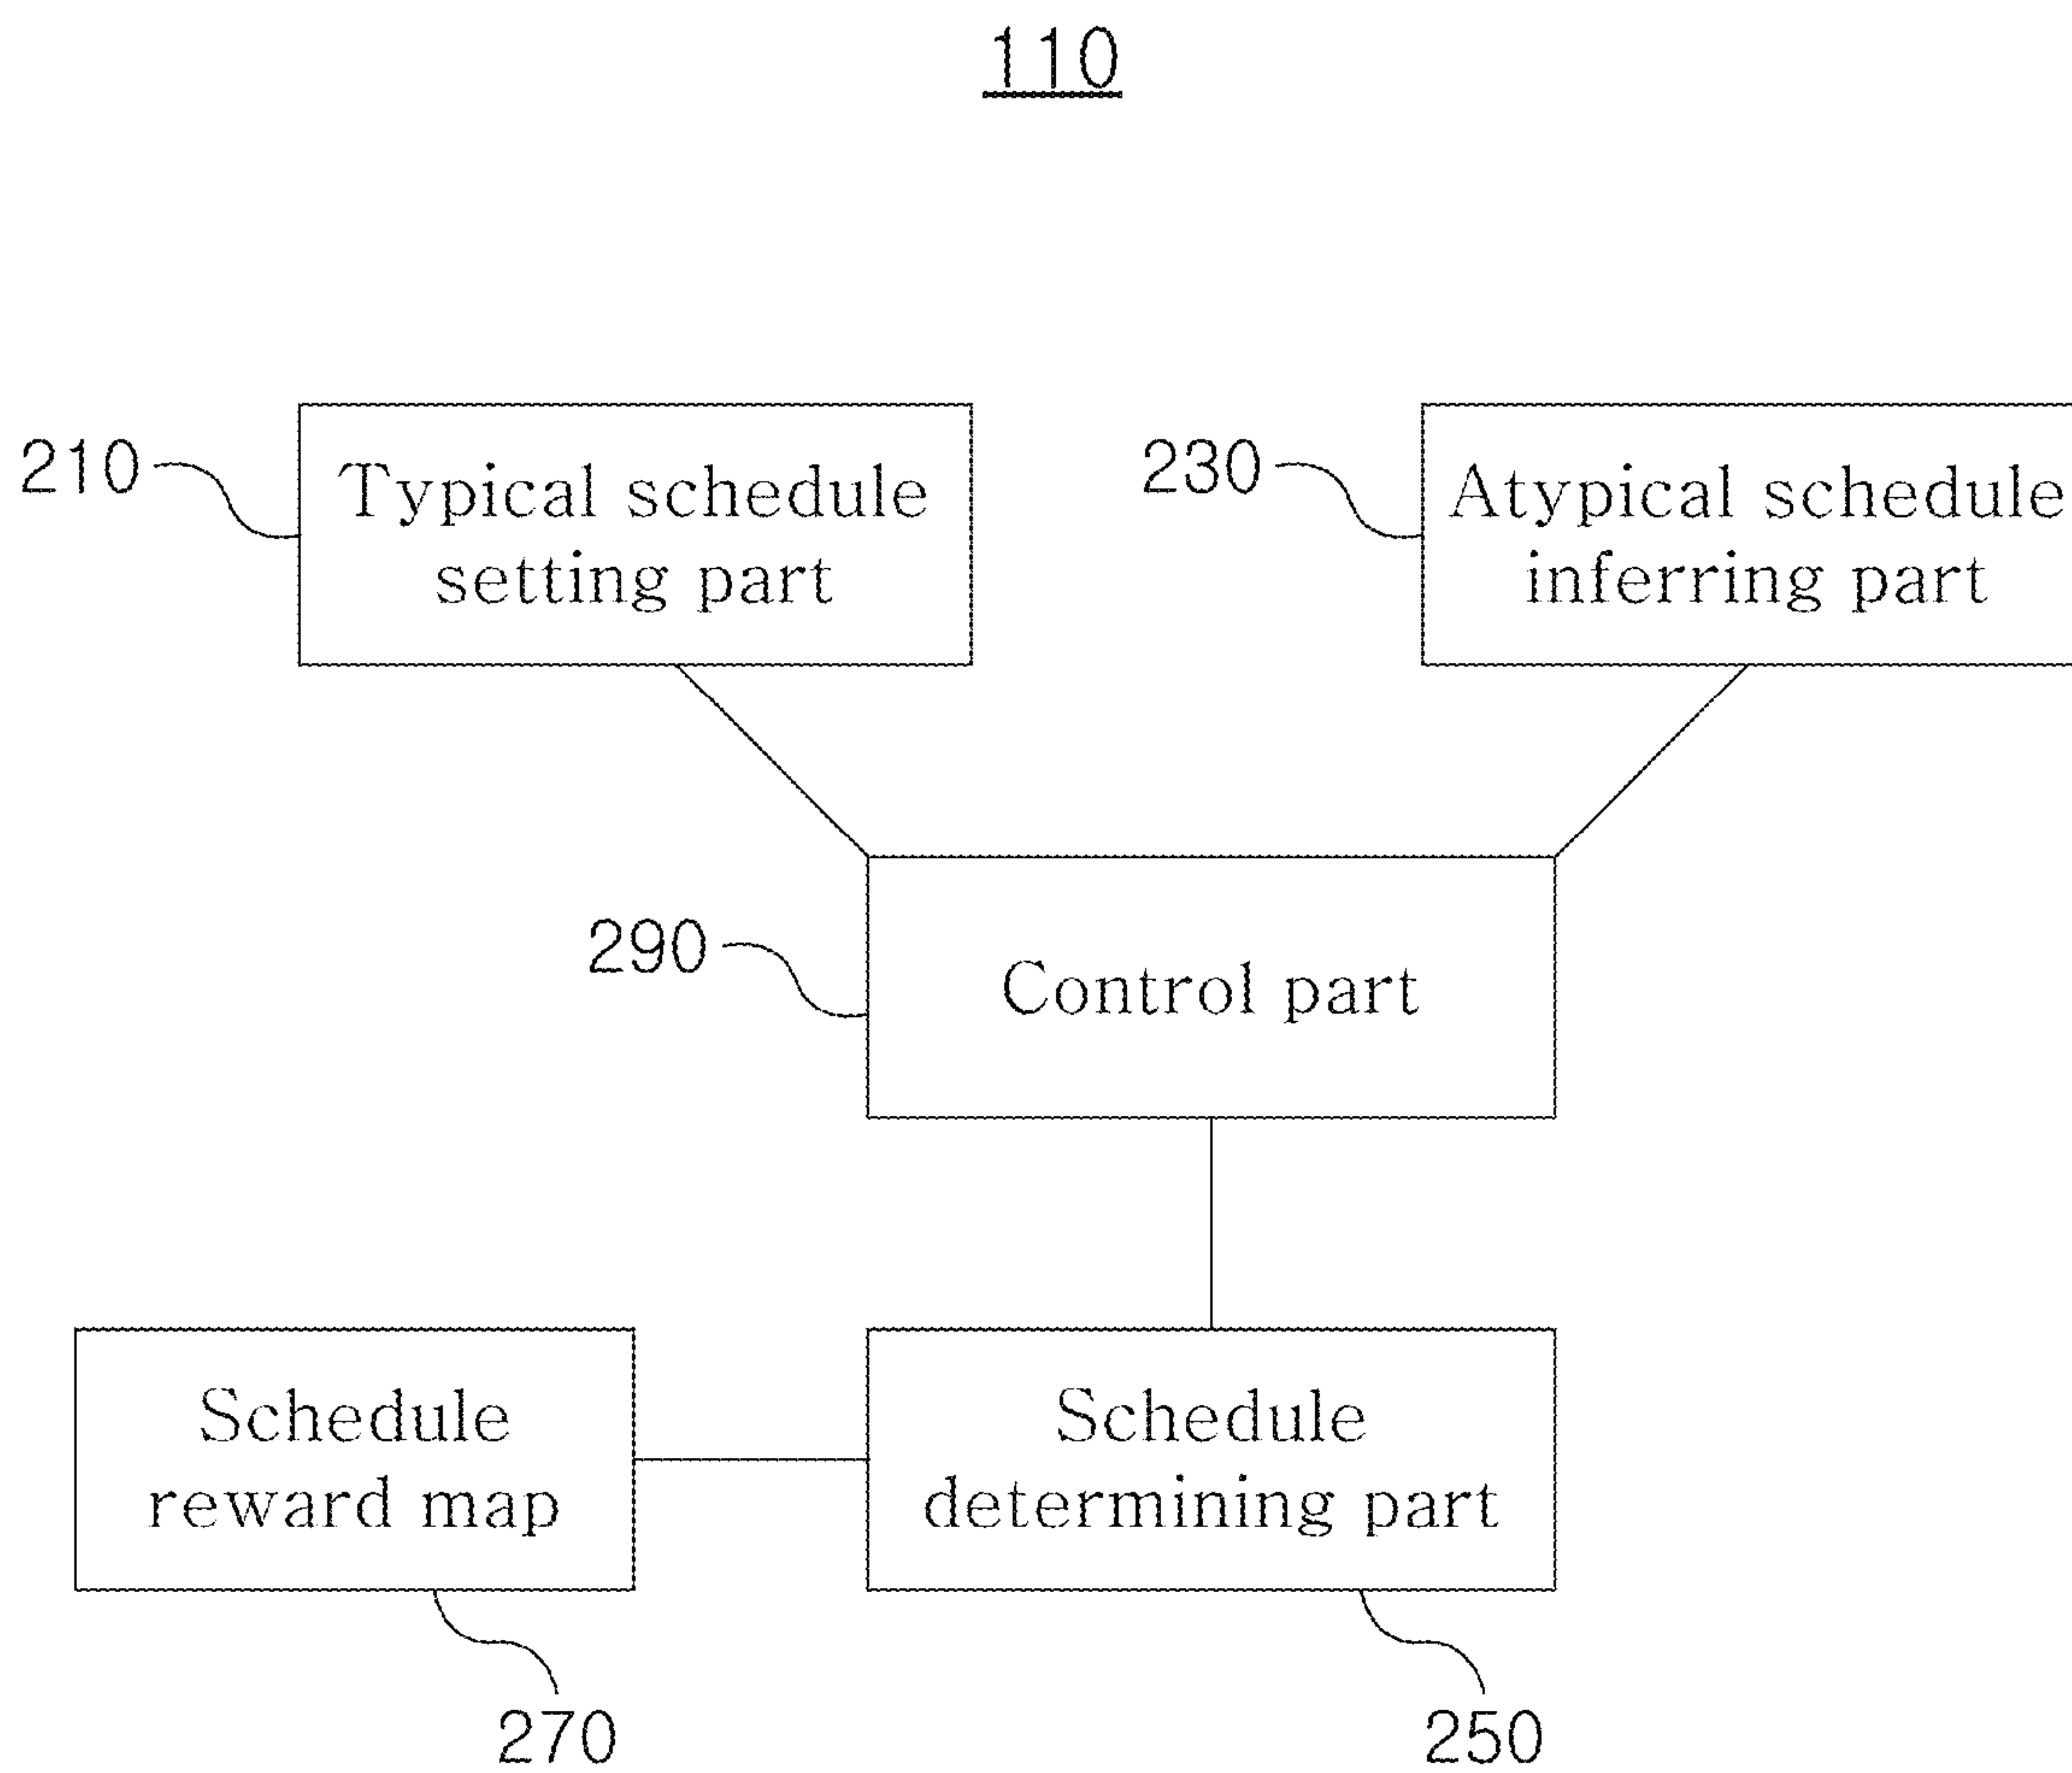 110
210
Typical schedule
setting part
230
Atypical schedule
inferring part
290
Control part
Schedule
reward map
Schedule
determining part
270
250